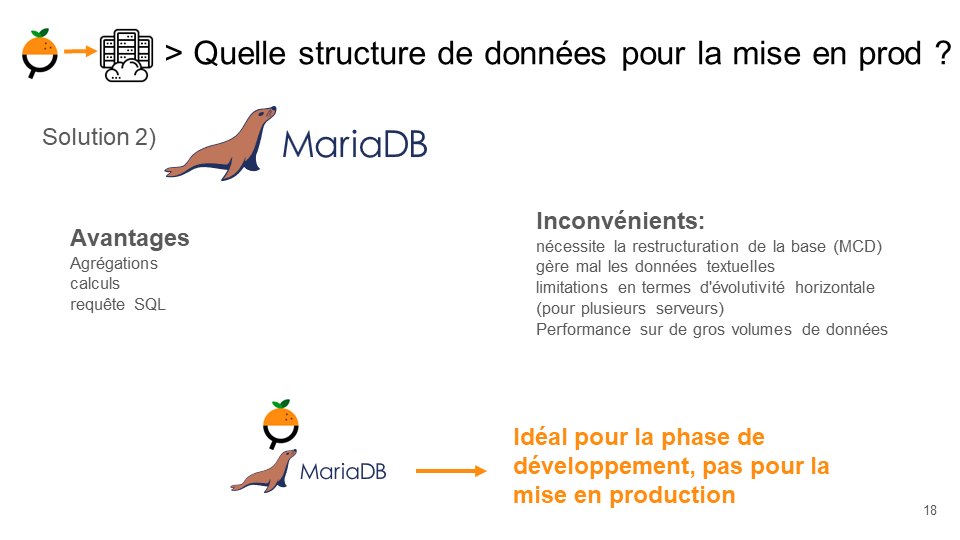 > Quelle structure de données pour la mise en prod ?
Solution 2)
MariaDB
Avantages
Agrégations
calculs
requête SQL
Inconvénients:
nécessite la restructuration de la base (MCD)
gère mal les données textuelles
limitations en termes d'évolutivité horizontale
(pour plusieurs serveurs)
Performance sur de gros volumes de données
MariaDB
Idéal pour la phase de
développement, pas pour la
mise en production
18